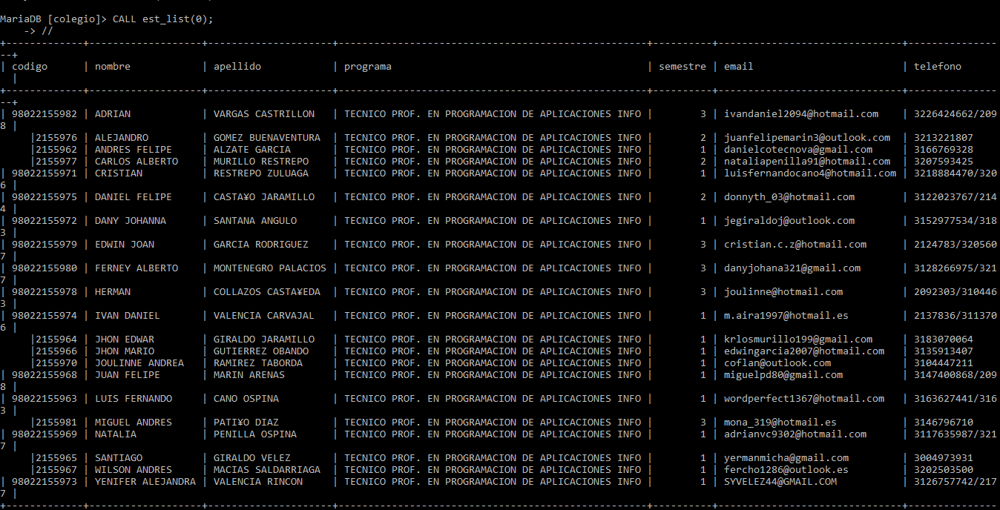 MariaDB [colegio]> CALL est_list(0);
    -> //
+-------------+-------------------+---------------------+----------------------------------------------------+----------+-------------------------------+---------------
--+
| codigo      | nombre            | apellido            | programa                                           | semestre | email                         | telefono
  |
+-------------+-------------------+---------------------+----------------------------------------------------+----------+-------------------------------+---------------
--+
| 98022155982 | ADRIAN            | VARGAS CASTRILLON   | TECNICO PROF. EN PROGRAMACION DE APLICACIONES INFO |        3 | ivandaniel2094@hotmail.com    | 3226424662/209
8 |
     |2155976 | ALEJANDRO         | GOMEZ BUENAVENTURA  | TECNICO PROF. EN PROGRAMACION DE APLICACIONES INFO |        2 | juanfelipemarin3@outlook.com  | 3213221807
     |2155962 | ANDRES FELIPE     | ALZATE GARCIA       | TECNICO PROF. EN PROGRAMACION DE APLICACIONES INFO |        1 | danielcotecnova@gmail.com     | 3166769328
     |2155977 | CARLOS ALBERTO    | MURILLO RESTREPO    | TECNICO PROF. EN PROGRAMACION DE APLICACIONES INFO |        2 | nataliapenilla91@hotmail.com  | 3207593425
| 98022155971 | CRISTIAN          | RESTREPO ZULUAGA    | TECNICO PROF. EN PROGRAMACION DE APLICACIONES INFO |        1 | luisfernandocano4@hotmail.com | 3218884470/320
6 |
| 98022155975 | DANIEL FELIPE     | CASTA¥O JARAMILLO   | TECNICO PROF. EN PROGRAMACION DE APLICACIONES INFO |        2 | donnyth_03@hotmail.com        | 3122023767/214
4 |
| 98022155972 | DANY JOHANNA      | SANTANA ANGULO      | TECNICO PROF. EN PROGRAMACION DE APLICACIONES INFO |        1 | jegiraldoj@outlook.com        | 3152977534/318
3 |
| 98022155979 | EDWIN JOAN        | GARCIA RODRIGUEZ    | TECNICO PROF. EN PROGRAMACION DE APLICACIONES INFO |        3 | cristian.c.z@hotmail.com      | 2124783/320560
7 |
| 98022155980 | FERNEY ALBERTO    | MONTENEGRO PALACIOS | TECNICO PROF. EN PROGRAMACION DE APLICACIONES INFO |        3 | danyjohana321@gmail.com       | 3128266975/321
7 |
| 98022155978 | HERMAN            | COLLAZOS CASTA¥EDA  | TECNICO PROF. EN PROGRAMACION DE APLICACIONES INFO |        3 | joulinne@hotmail.com          | 2092303/310446
3 |
| 98022155974 | IVAN DANIEL       | VALENCIA CARVAJAL   | TECNICO PROF. EN PROGRAMACION DE APLICACIONES INFO |        1 | m.aira1997@hotmail.es         | 2137836/311370
6 |
     |2155964 | JHON EDWAR        | GIRALDO JARAMILLO   | TECNICO PROF. EN PROGRAMACION DE APLICACIONES INFO |        1 | krlosmurillo199@gmail.com     | 3183070064
     |2155966 | JHON MARIO        | GUTIERREZ OBANDO    | TECNICO PROF. EN PROGRAMACION DE APLICACIONES INFO |        1 | edwingarcia2007@hotmail.com   | 3135913407
     |2155970 | JOULINNE ANDREA   | RAMIREZ TABORDA     | TECNICO PROF. EN PROGRAMACION DE APLICACIONES INFO |        1 | coflan@outlook.com            | 3104447211
| 98022155968 | JUAN FELIPE       | MARIN ARENAS        | TECNICO PROF. EN PROGRAMACION DE APLICACIONES INFO |        1 | miguelpd80@gmail.com          | 3147400868/209
8 |
| 98022155963 | LUIS FERNANDO     | CANO OSPINA         | TECNICO PROF. EN PROGRAMACION DE APLICACIONES INFO |        1 | wordperfect1367@hotmail.com   | 3163627441/316
3 |
     |2155981 | MIGUEL ANDRES     | PATI¥O DIAZ         | TECNICO PROF. EN PROGRAMACION DE APLICACIONES INFO |        3 | mona_319@hotmail.es           | 3146796710
| 98022155969 | NATALIA           | PENILLA OSPINA      | TECNICO PROF. EN PROGRAMACION DE APLICACIONES INFO |        1 | adrianvc9302@hotmail.com      | 3117635987/321
7 |
     |2155965 | SANTIAGO          | GIRALDO VELEZ       | TECNICO PROF. EN PROGRAMACION DE APLICACIONES INFO |        1 | yermanmicha@gmail.com         | 3004973931
     |2155967 | WILSON ANDRES     | MACIAS SALDARRIAGA  | TECNICO PROF. EN PROGRAMACION DE APLICACIONES INFO |        1 | fercho1286@outlook.es         | 3202503500
| 98022155973 | YENIFER ALEJANDRA | VALENCIA RINCON     | TECNICO PROF. EN PROGRAMACION DE APLICACIONES INFO |        1 | SYVELEZ44@GMAIL.COM           | 3126757742/217
7 |
+-------------+-------------------+---------------------+----------------------------------------------------+----------+-------------------------------+---------------